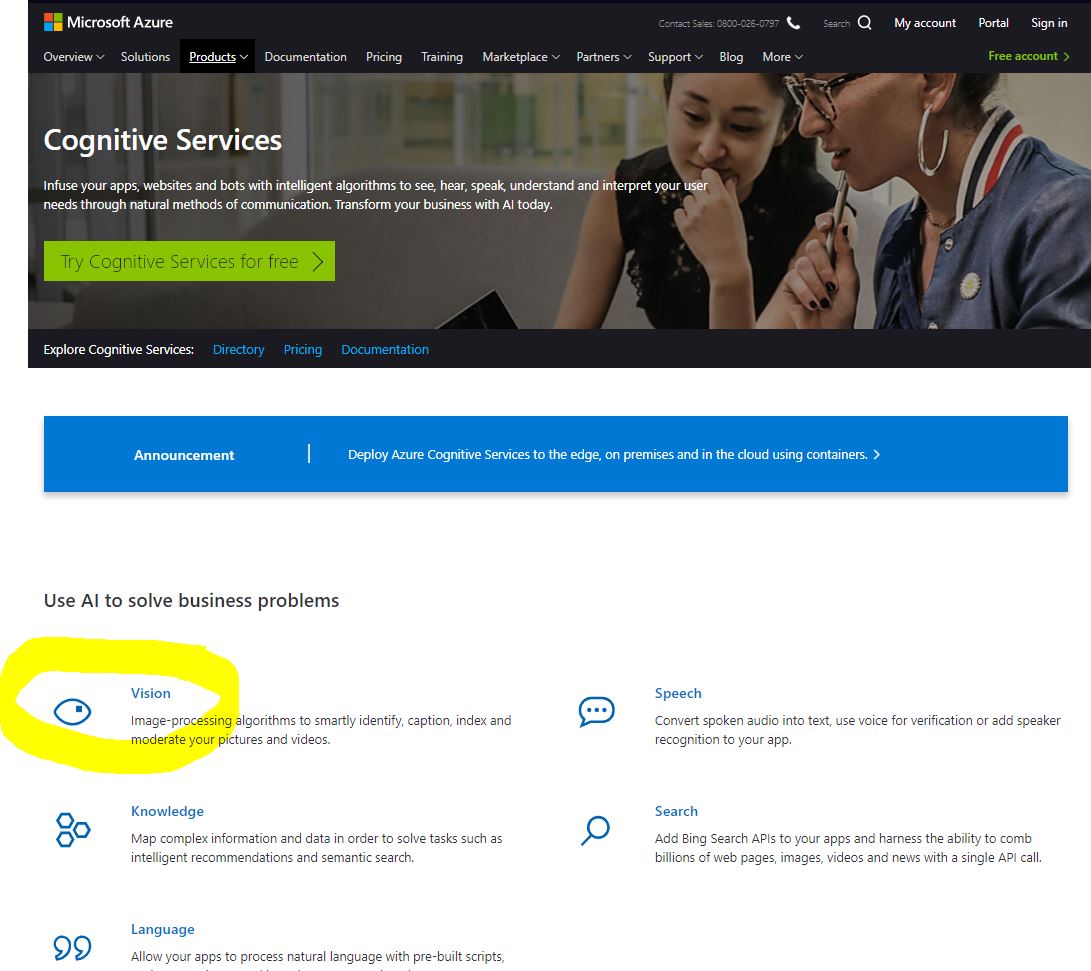 Microsoft Azure
Contact Sales: 0800-026-0797
Search
My account
Portal
Sign in
Overview
Solutions
Products
Documentation
Pricing
Training
Marketplace
Partners
Support
Blog
More
Free account
Cognitive Services
Infuse your apps, websites and bots with intelligent algorithms to see, hear, speak, understand and interpret your user
needs through natural methods of communication. Transform your business with AI today.
Try Cognitive Services for free
Explore Cognitive Services:
Directory
Pricing
Documentation
Announcement
Deploy Azure Cognitive Services to the edge, on premises and in the cloud using containers.
Use AI to solve business problems
Vision
Image-processing algorithms to smartly identify, caption, index and
moderate your pictures and videos.
Speech
Convert spoken audio into text, use voice for verification or add speaker
recognition to your app.
Knowledge
Map complex information and data in order to solve tasks such as
intelligent recommendations and semantic search.
Search
Add Bing Search APIs to your apps and harness the ability to comb
billions of web pages, images, videos and news with a single API call.
Language
Allow your apps to process natural language with pre-built scripts,